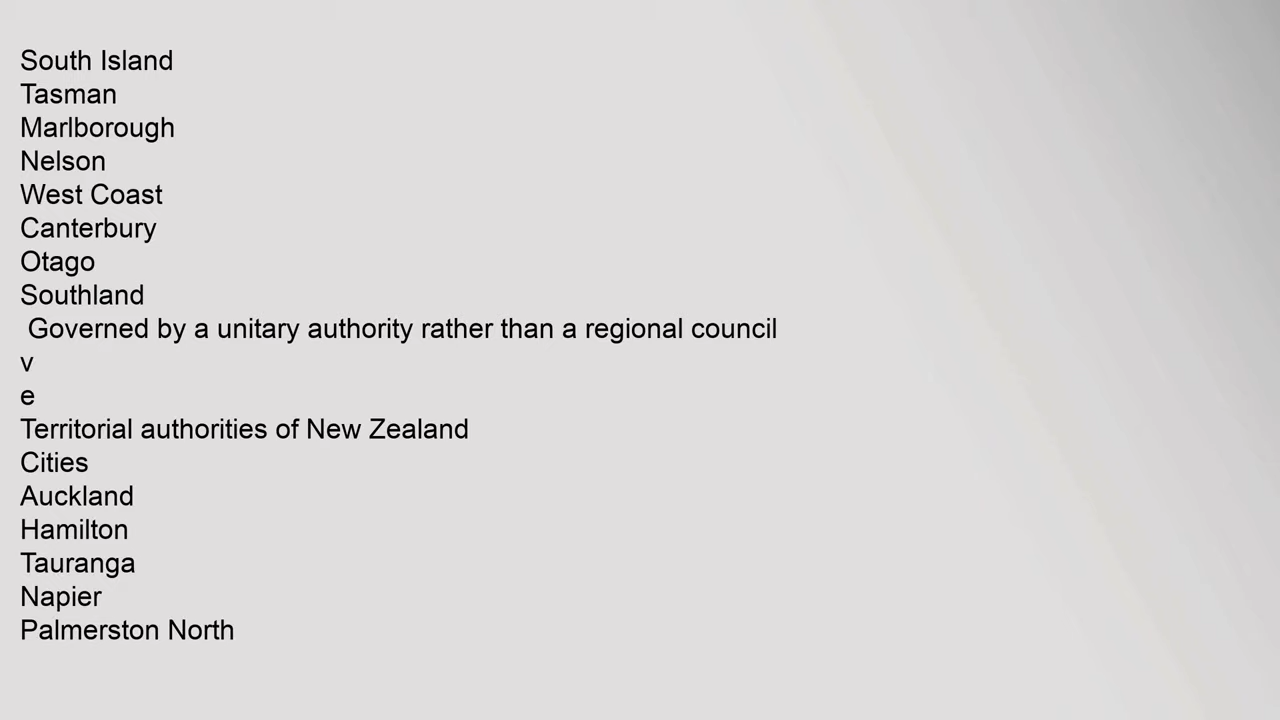 South Island
Tasman
Marlborough
Nelson
West Coast
Canterbury
Otago
Southland
Governed by a unitary authority rather than a regional council
v
e
Territorial authorities of New Zealand
Cities
Auckland
Hamilton
Tauranga
Napier
Palmerston North